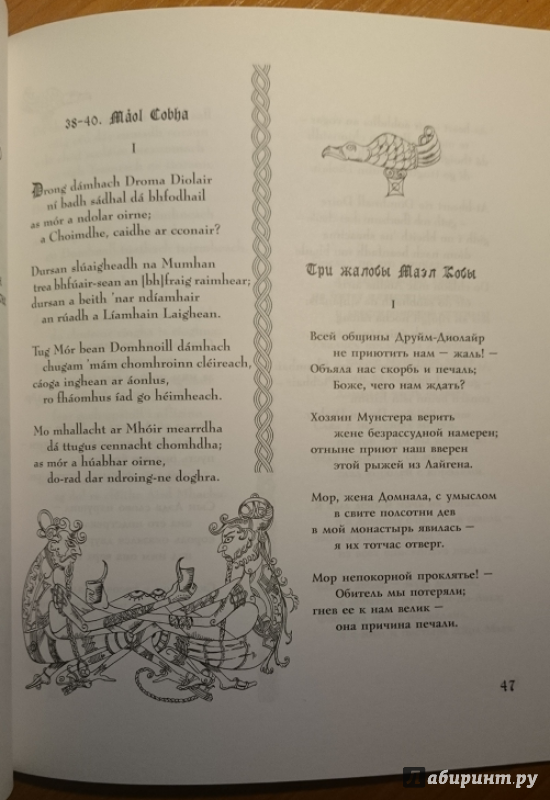 38-40. Máol Cobha
I
Drong dámhach Droma Diolair
ní badh sádhal dá bhfodhail
as mór a ndolar oirne;
a Choimdhe, caidhe ar cconair?
Dursan slúaigheadh na Mumhan
trea bhfúair-sean an [bh]fraig raimhear;
dursan a beith 'nar ndíamhair
an rúadh a Líamhain Laighean.
Tug Mór bean Domhnoill dámhach
chugam 'mám chomhroinn cléireach,
cáoga inghean ar áonlus,
ro fháomhus íad go héimheach.
Mo mhallacht ar Mhóir mearrdha
dá ttugus cennacht chomhdha;
as mór a húabhar oirne,
do-rad dar ndroing-ne doghra.
Три жалобы Маэл Кобы
I
Всей общины Друйм-Диолайр
не приютить нам — жаль! —
Объяла нас скорбь и печаль;
Боже, чего нам ждать?
Хозяин Мунстера верить
жене безрассудной намерен;
отныне приют наш вверен
этой рыжей из Лайгена.
Мор, жена Домнала, с умыслом
в свите полсотни дев
в мой монастырь явилась —
я их тотчас отверг.
Мор непокорной проклятье! —
Обитель мы потеряли;
гнев ее к нам велик —
она причина печали.
47
Лабиринт.ру